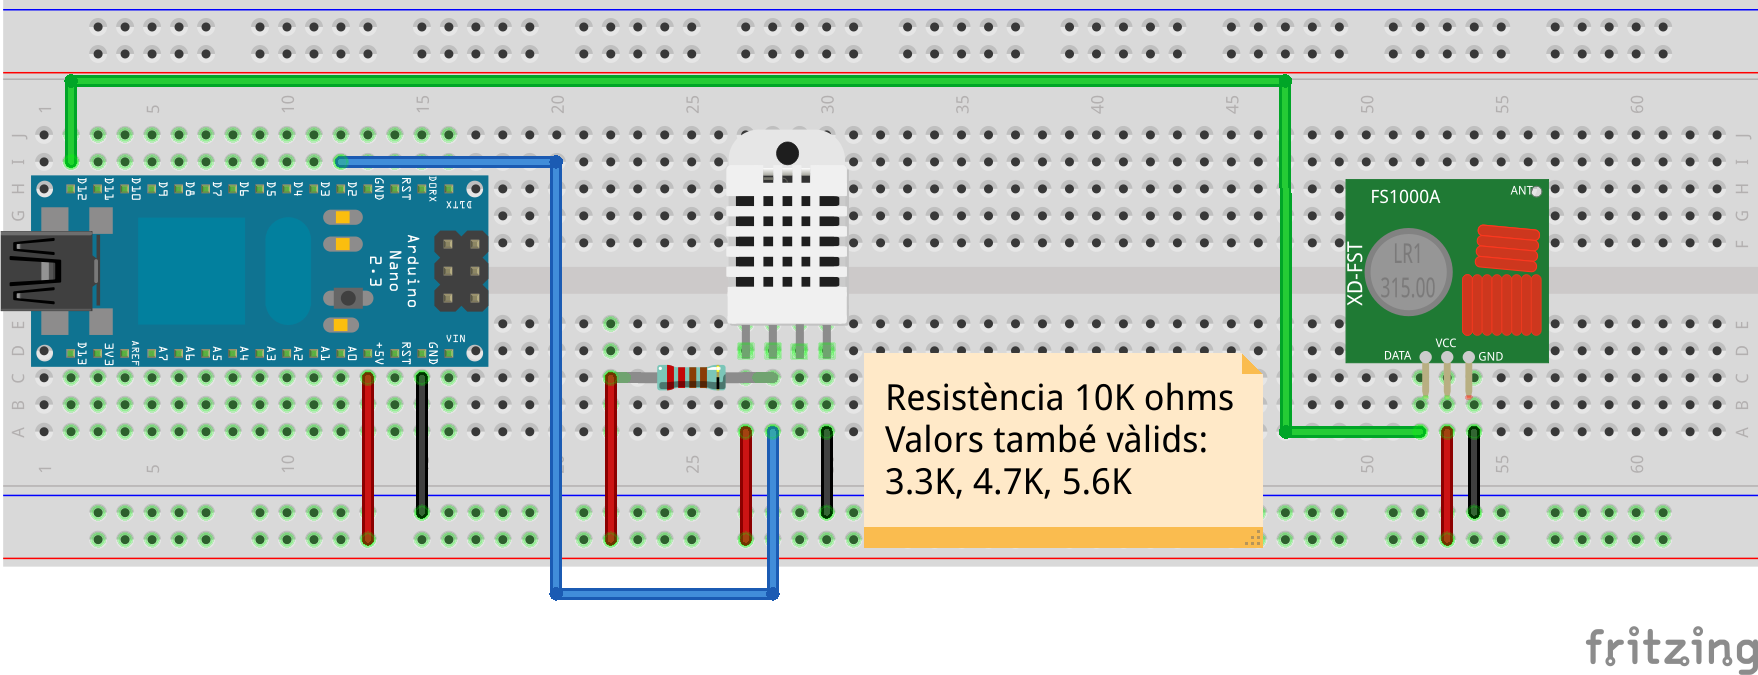 1 5 10 15 20 25 30 35 40 45 50 55 60
J J
I I
H H
G G
F F
D12 D11 D10 D9 D8 D7 D6 D5 D4 D3 D2 GND RST D0RX
D1TX
Arduino
Nano
2.3
VIN
D13 3V3 AREF A7 A6 A5 A4 A3 A2 A1 A0 +5V RST GND
FS1000A
ANT
XD-FST
LR1
315.00
VCC
DATA GND
E E
D D
C C
B B
A A
Resistència 10K ohms
Valors també vàlids:
3.3K, 4.7K, 5.6K
1 5 10 15 25 50 55 60
fritzing